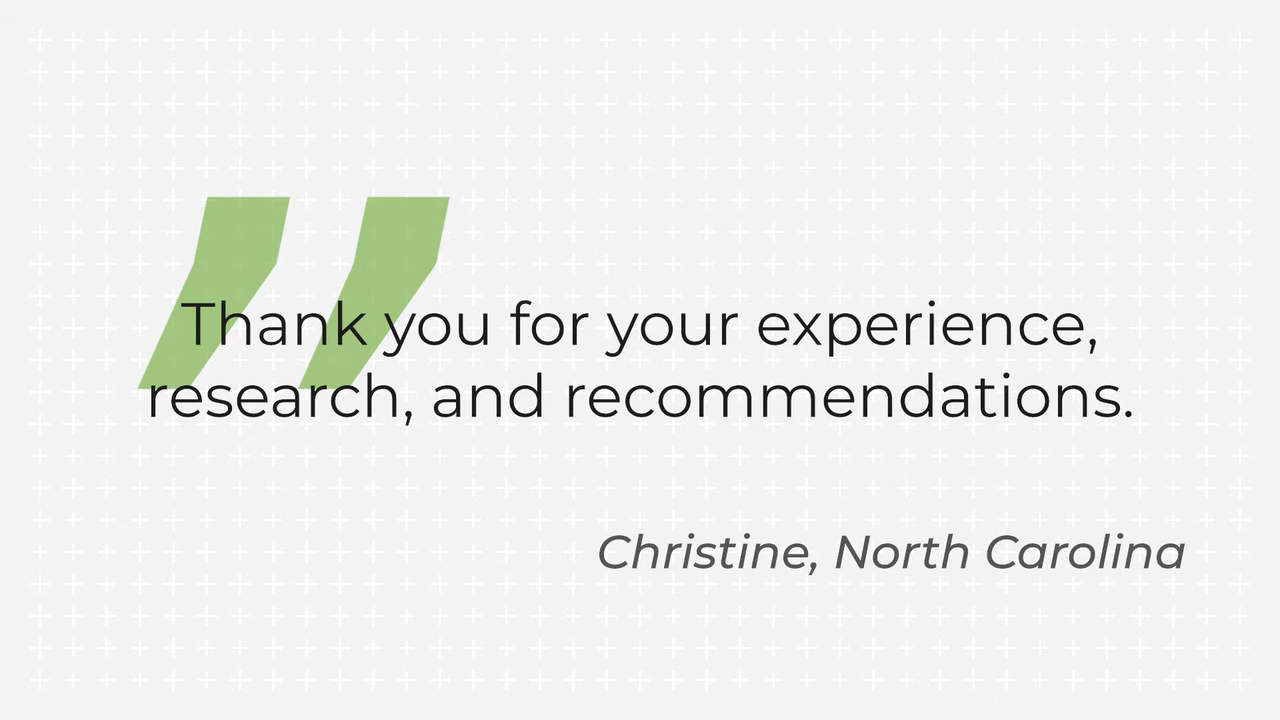 Thank you for your experience,
research, and recommendations.
Christine, North Carolina